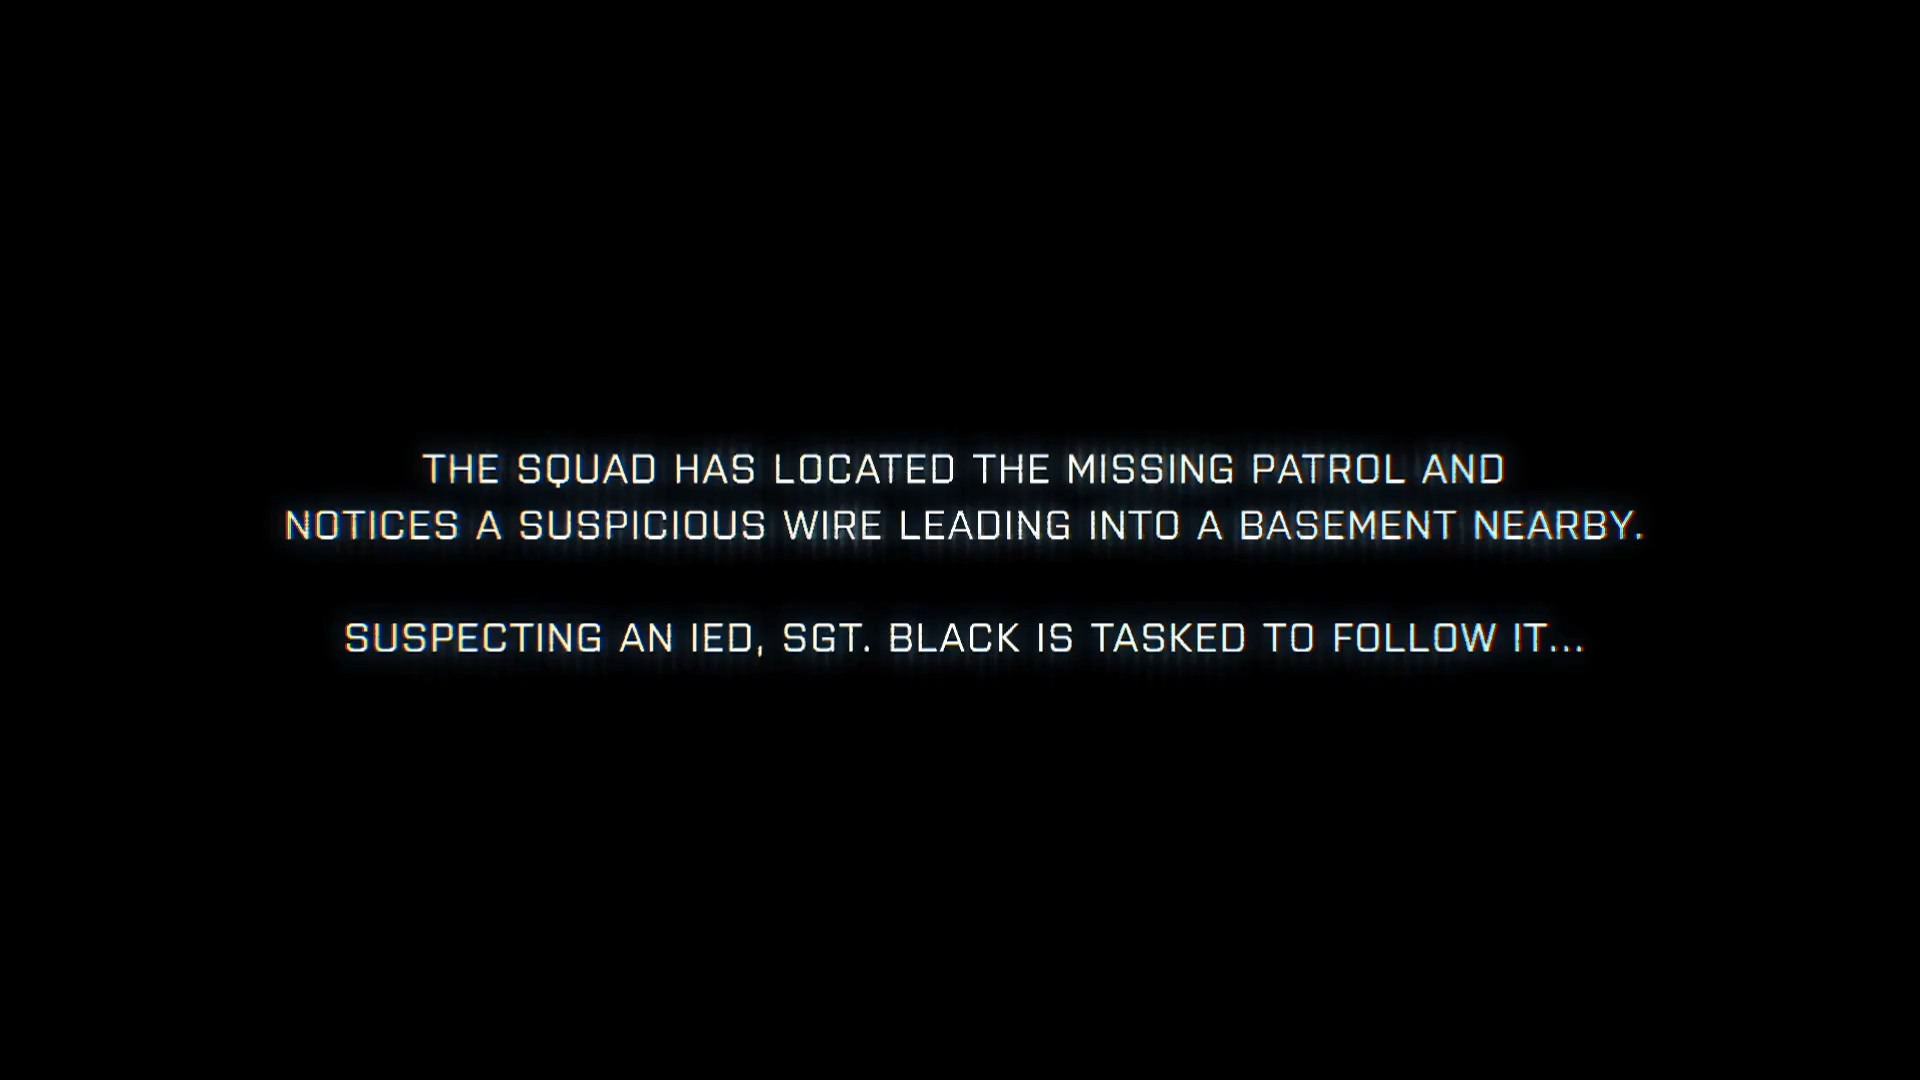 THE SQUAD HAS LOCATED THE MISSING PATROL AND
NOTICES A SUSPICIOUS WIRE LEADING INTO A BASEMENT NEARBY.
SUSPECTING AN IED, SGT. BLACK IS TASKED TO FOLLOW IT...